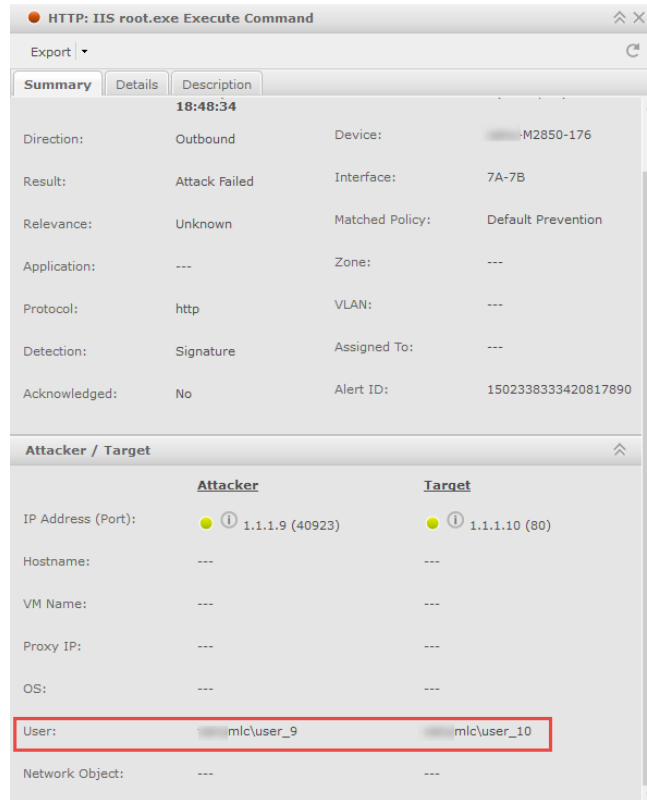 HTTP: IIS root.exe Execute Command
Export
Summary Details Description
18:48:34
Direction: Outbound Device: -M2850-176
Result: Attack Failed Interface: 7A-7B
Relevance: Unknown Matched Policy: Default Prevention
Application: --- Zone: ---
Protocol: http VLAN: ---
Detection: Signature Assigned To: ---
Acknowledged: No Alert ID: 1502338333420817890
Attacker / Target
Attacker Target
IP Address (Port): 1.1.1.9 (40923) 1.1.1.10 (80)
Hostname: --- ---
VM Name: --- ---
Proxy IP: --- ---
OS: --- ---
User: mlc\user_9 mlc\user_10
Network Object: --- ---